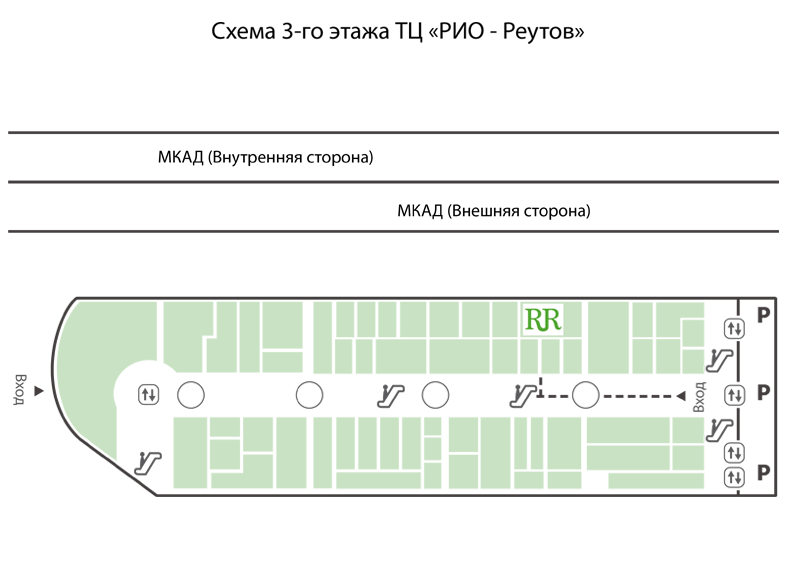 Схема 3-го этажа ТЦ «РИО - Реутов»
МКАД (Внутренняя сторона)
МКАД (Внешняя сторона)
RR
P
Вход
Вход
P
P